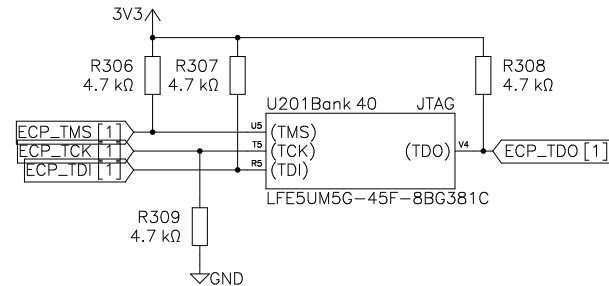 3V3
R306
4.7 kΩ
R307
4.7 kΩ
R308
4.7 kΩ
U201Bank 40
JTAG
ECP_TMS [1]
U5
(TMS)
ECP_TCK [1]
T5
(TCK)
(TDO)
V4
ECP_TDO [1]
ECP_TDI [1]
R5
(TDI)
LFE5UM5G-45F-8BG381C
R309
4.7 kΩ
GND